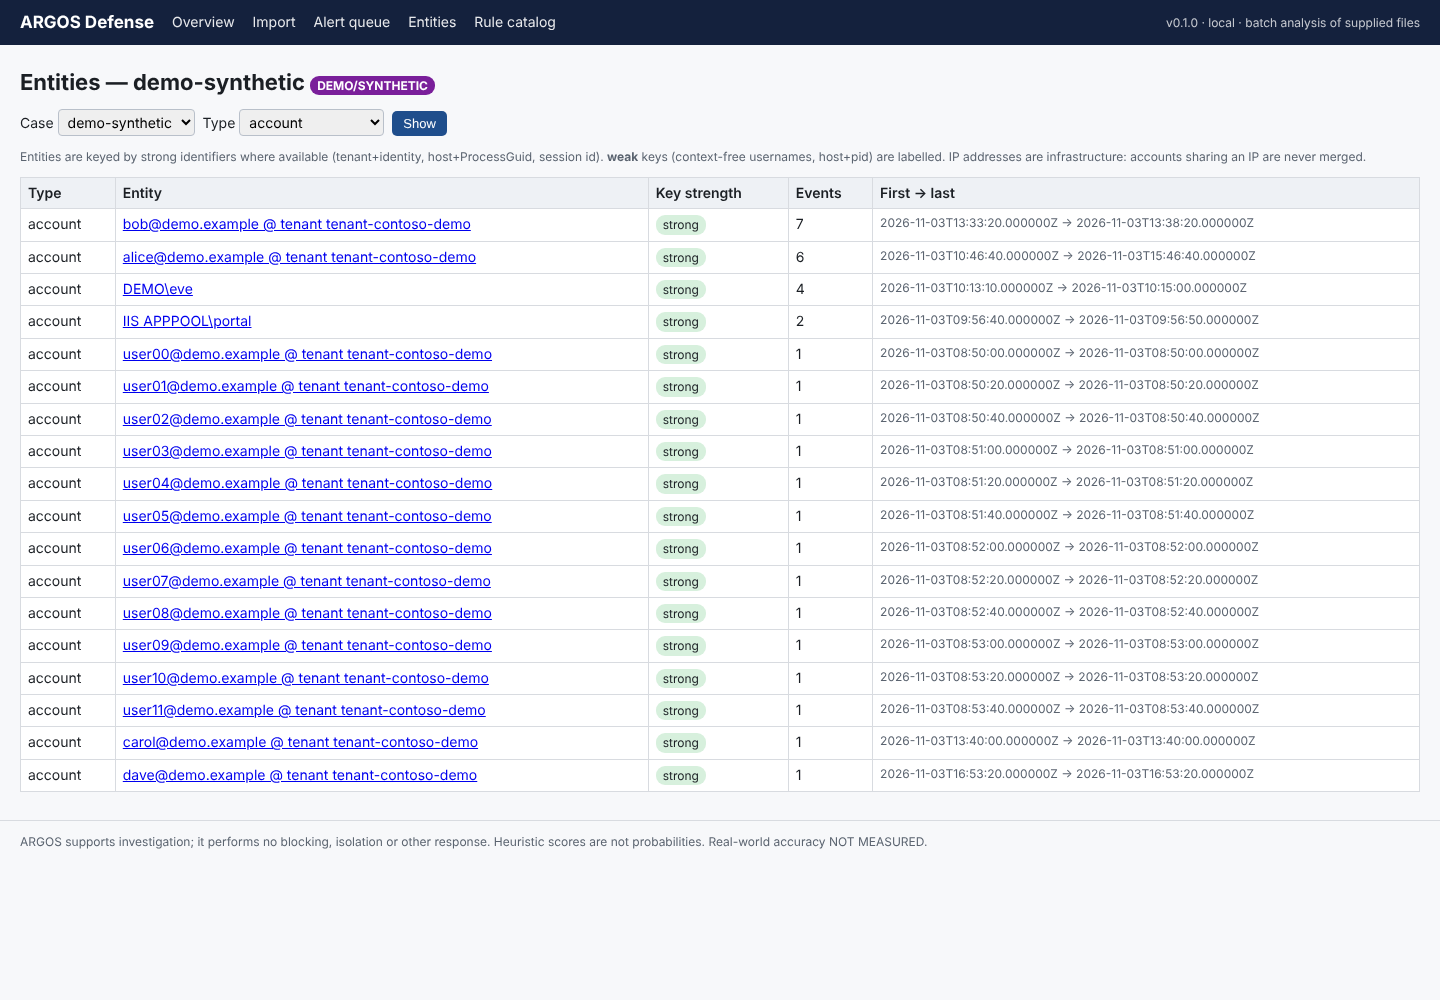 ARGOS Defense Overview Import Alert queue Entities Rule catalog v0.1.0 · local · batch analysis of supplied files
Entities — demo-synthetic DEMO/SYNTHETIC
Case demo-synthetic Type account Show
Entities are keyed by strong identifiers where available (tenant+identity, host+ProcessGuid, session id). weak keys (context-free usernames, host+pid) are labelled. IP addresses are infrastructure: accounts sharing an IP are never merged.
Type Entity Key strength Events First → last
account bob@demo.example @ tenant tenant-contoso-demo strong 7 2026-11-03T13:33:20.000000Z → 2026-11-03T13:38:20.000000Z
account alice@demo.example @ tenant tenant-contoso-demo strong 6 2026-11-03T10:46:40.000000Z → 2026-11-03T15:46:40.000000Z
account DEMO\eve strong 4 2026-11-03T10:13:10.000000Z → 2026-11-03T10:15:00.000000Z
account IIS APPPOOL\portal strong 2 2026-11-03T09:56:40.000000Z → 2026-11-03T09:56:50.000000Z
account user00@demo.example @ tenant tenant-contoso-demo strong 1 2026-11-03T08:50:00.000000Z → 2026-11-03T08:50:00.000000Z
account user01@demo.example @ tenant tenant-contoso-demo strong 1 2026-11-03T08:50:20.000000Z → 2026-11-03T08:50:20.000000Z
account user02@demo.example @ tenant tenant-contoso-demo strong 1 2026-11-03T08:50:40.000000Z → 2026-11-03T08:50:40.000000Z
account user03@demo.example @ tenant tenant-contoso-demo strong 1 2026-11-03T08:51:00.000000Z → 2026-11-03T08:51:00.000000Z
account user04@demo.example @ tenant tenant-contoso-demo strong 1 2026-11-03T08:51:20.000000Z → 2026-11-03T08:51:20.000000Z
account user05@demo.example @ tenant tenant-contoso-demo strong 1 2026-11-03T08:51:40.000000Z → 2026-11-03T08:51:40.000000Z
account user06@demo.example @ tenant tenant-contoso-demo strong 1 2026-11-03T08:52:00.000000Z → 2026-11-03T08:52:00.000000Z
account user07@demo.example @ tenant tenant-contoso-demo strong 1 2026-11-03T08:52:20.000000Z → 2026-11-03T08:52:20.000000Z
account user08@demo.example @ tenant tenant-contoso-demo strong 1 2026-11-03T08:52:40.000000Z → 2026-11-03T08:52:40.000000Z
account user09@demo.example @ tenant tenant-contoso-demo strong 1 2026-11-03T08:53:00.000000Z → 2026-11-03T08:53:00.000000Z
account user10@demo.example @ tenant tenant-contoso-demo strong 1 2026-11-03T08:53:20.000000Z → 2026-11-03T08:53:20.000000Z
account user11@demo.example @ tenant tenant-contoso-demo strong 1 2026-11-03T08:53:40.000000Z → 2026-11-03T08:53:40.000000Z
account carol@demo.example @ tenant tenant-contoso-demo strong 1 2026-11-03T13:40:00.000000Z → 2026-11-03T13:40:00.000000Z
account dave@demo.example @ tenant tenant-contoso-demo strong 1 2026-11-03T16:53:20.000000Z → 2026-11-03T16:53:20.000000Z
ARGOS supports investigation; it performs no blocking, isolation or other response. Heuristic scores are not probabilities. Real-world accuracy NOT MEASURED.